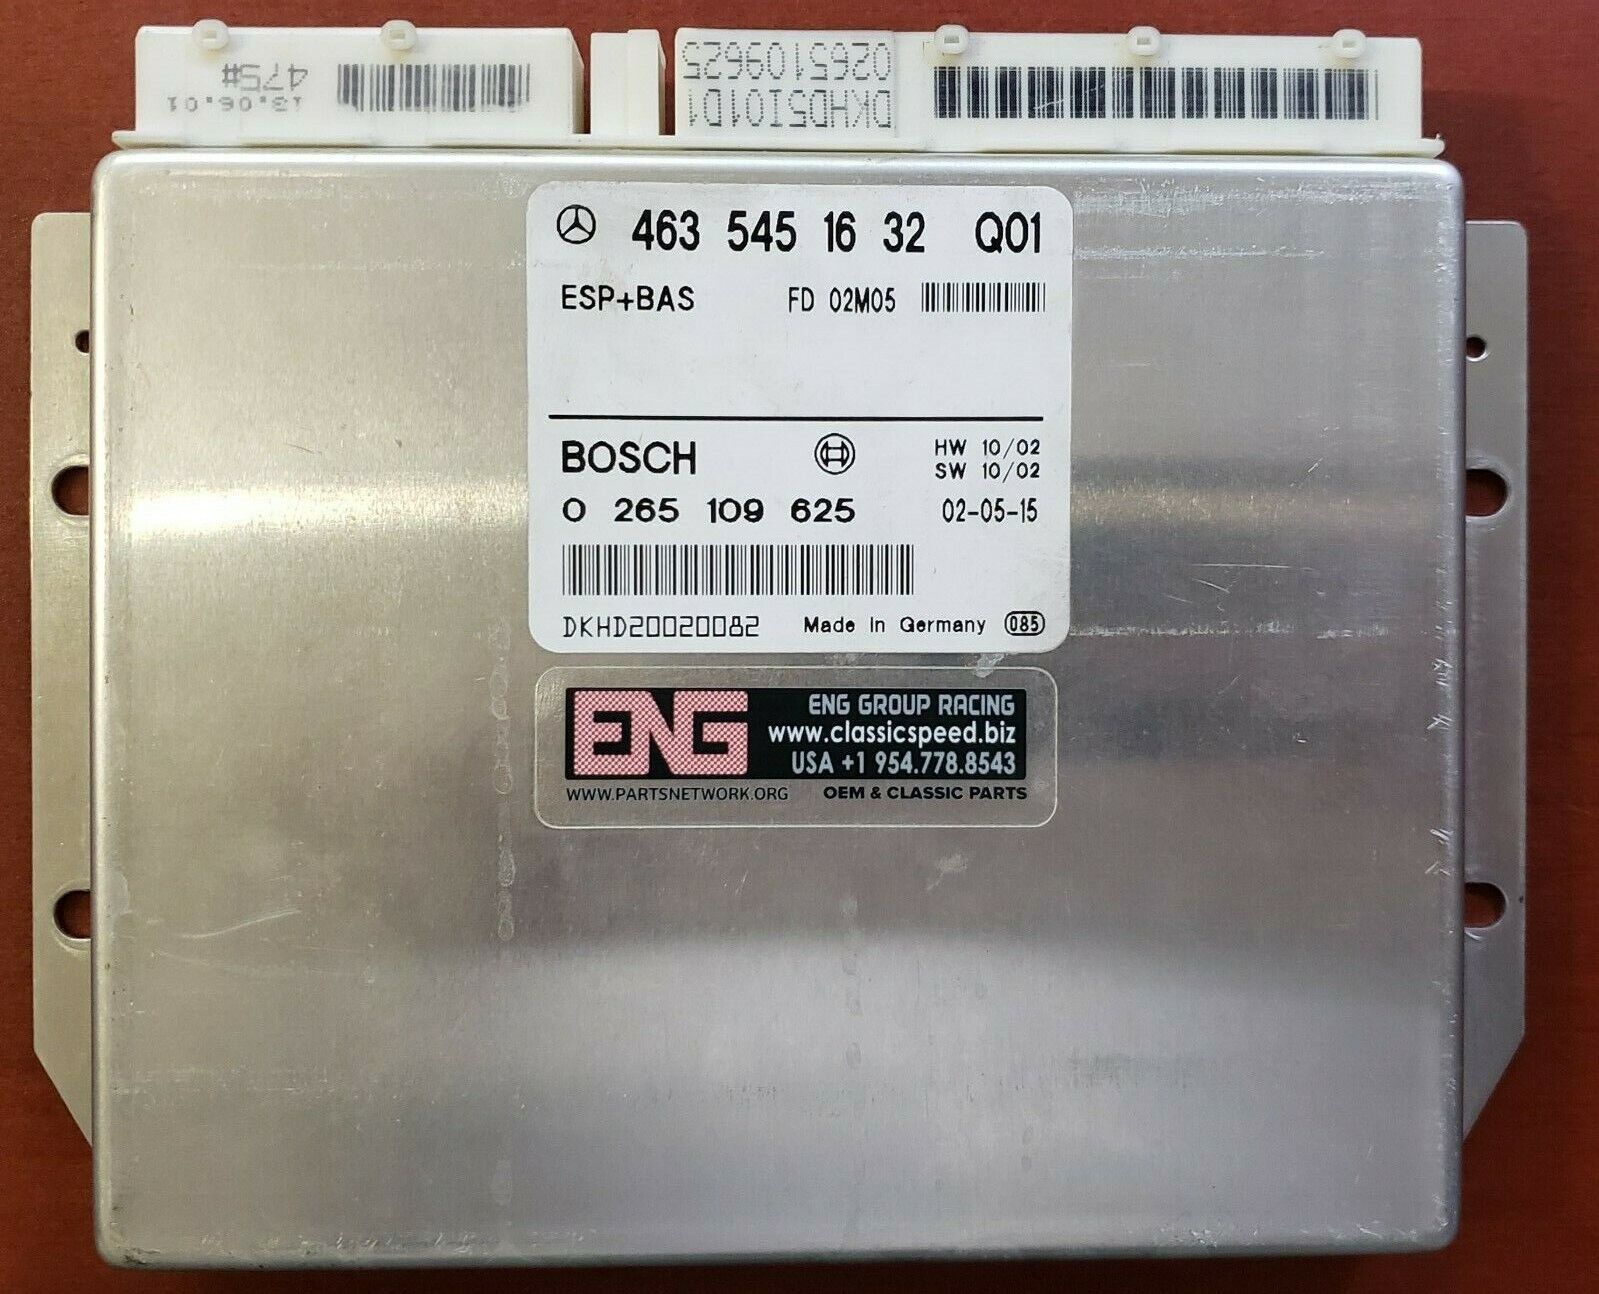 475#
13.06.01
0265109625
DKHD5I01D1
463 545 16 32 Q01
ESP+BAS FD 02M05
BOSCH HW 10/02
SW 10/02
0 265 109 625 02-05-15
DKHD20020082 Made in Germany 085
ENG ENG GROUP RACING
www.classicspeed.biz
USA +1 954.778.8543
WWW.PARTSNETWORK.ORG OEM & CLASSIC PARTS